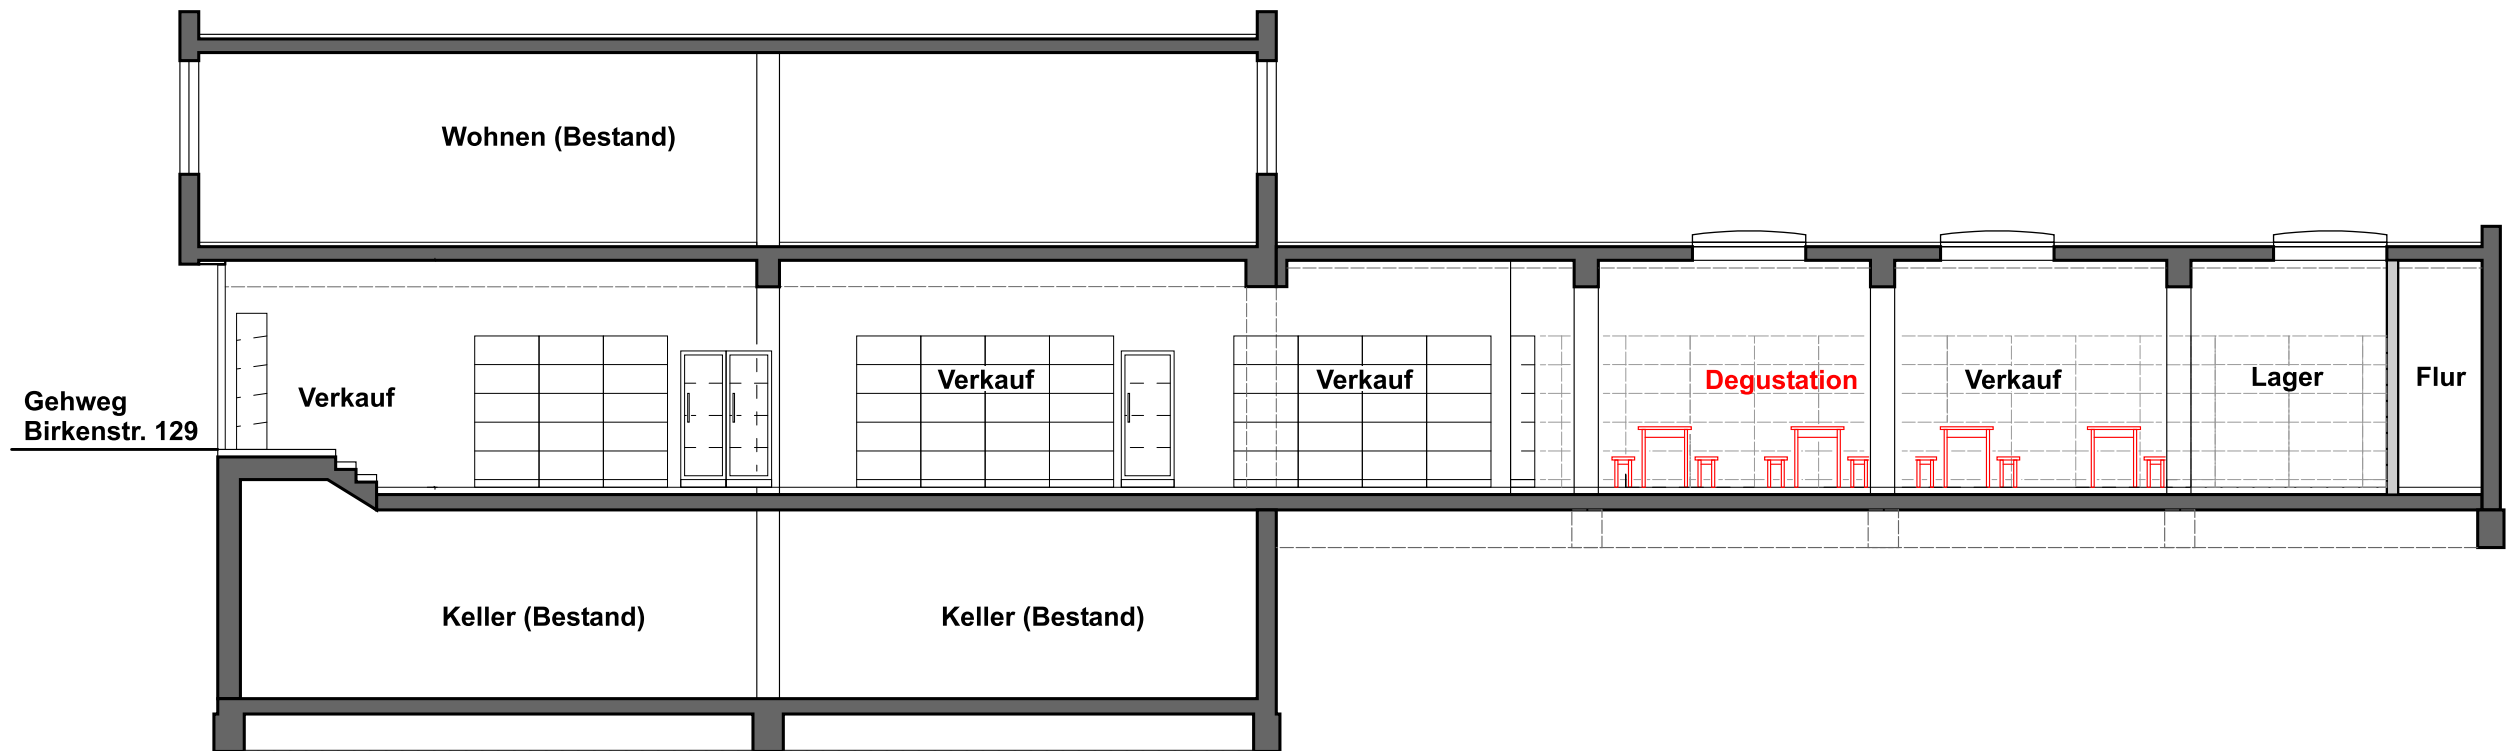 Wohnen (Bestand)
Gehweg
Birkenstr. 129
Verkauf
Verkauf
Verkauf
Degustation
Verkauf
Lager
Flur
Keller (Bestand)
Keller (Bestand)